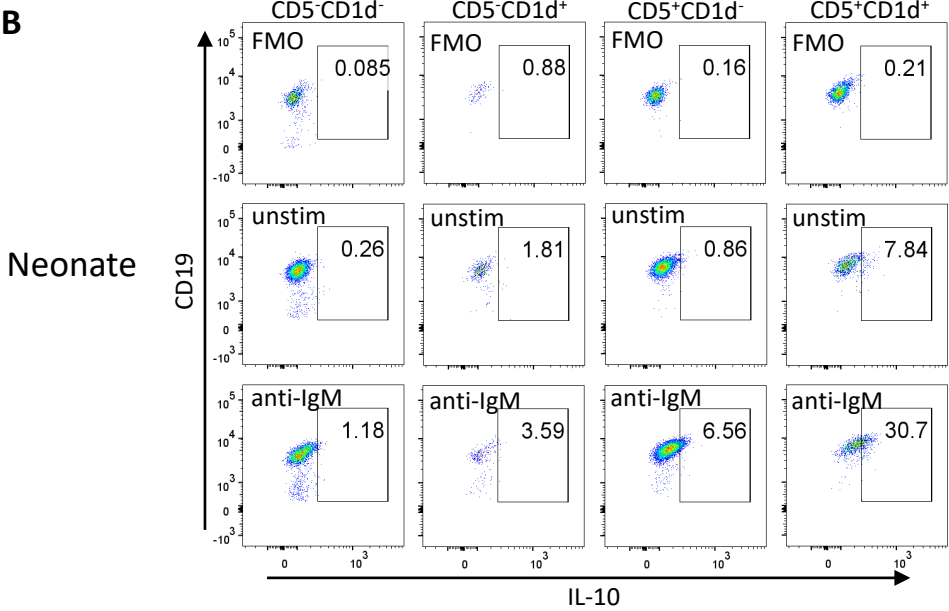 B
CD5⁻CD1d⁻ CD5⁻CD1d⁺ CD5⁺CD1d⁻ CD5⁺CD1d⁺
FMO FMO FMO FMO
0.085 0.88 0.16 0.21
10⁵
10⁴
10³
0
-10³
unstim unstim unstim unstim
0.26 1.81 0.86 7.84
10⁵
10⁴
10³
0
-10³
Neonate
CD19
anti-IgM anti-IgM anti-IgM anti-IgM
1.18 3.59 6.56 30.7
10⁵
10⁴
10³
0
-10³
0 10³ 0 10³ 0 10³ 0 10³
IL-10